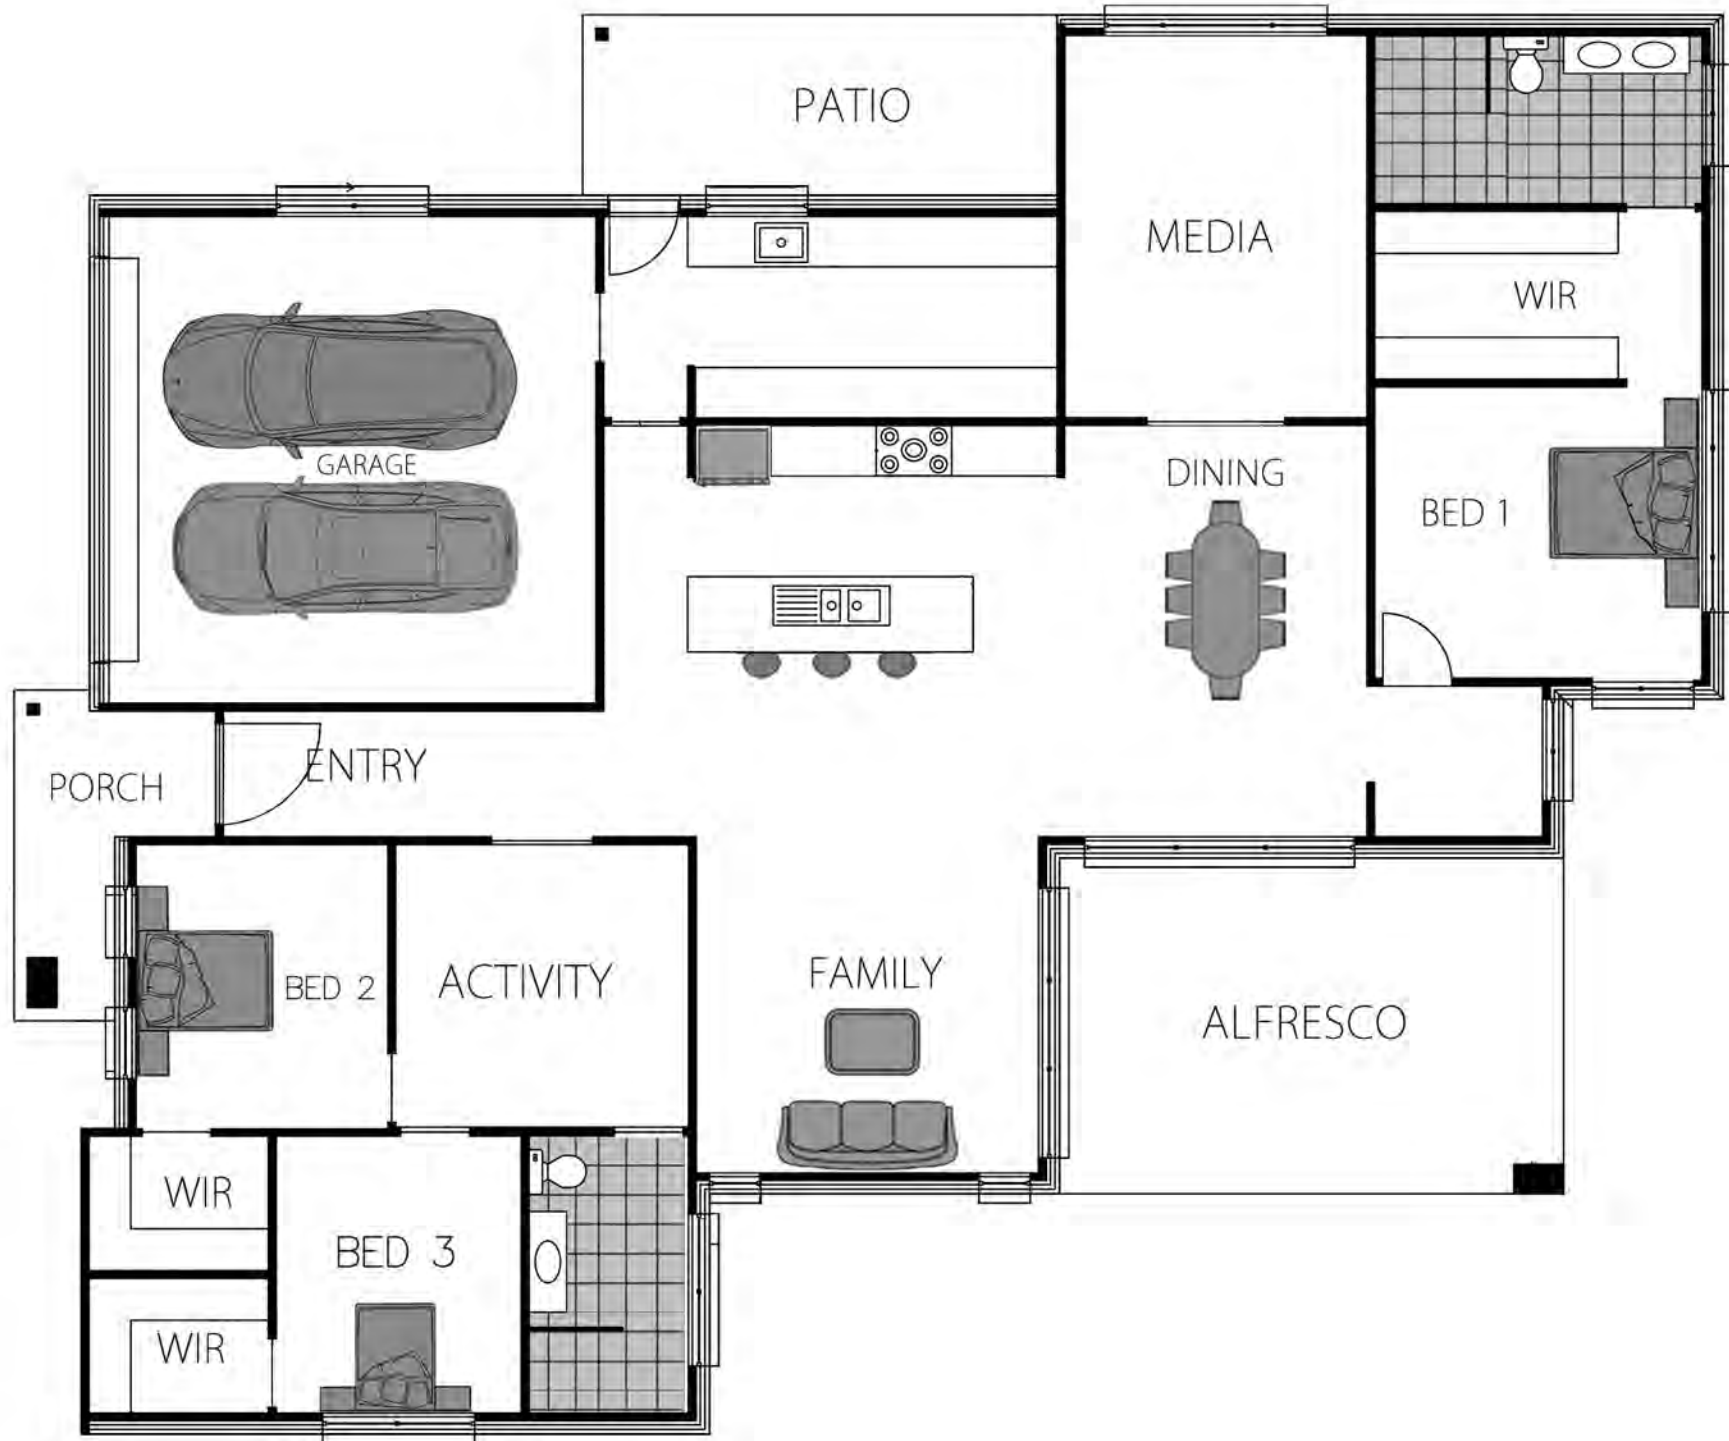 PATIO
MEDIA
WIR
GARAGE
DINING
BED 1
ENTRY
PORCH
BED 2
ACTIVITY
FAMILY
ALFRESCO
WIR
BED 3
WIR